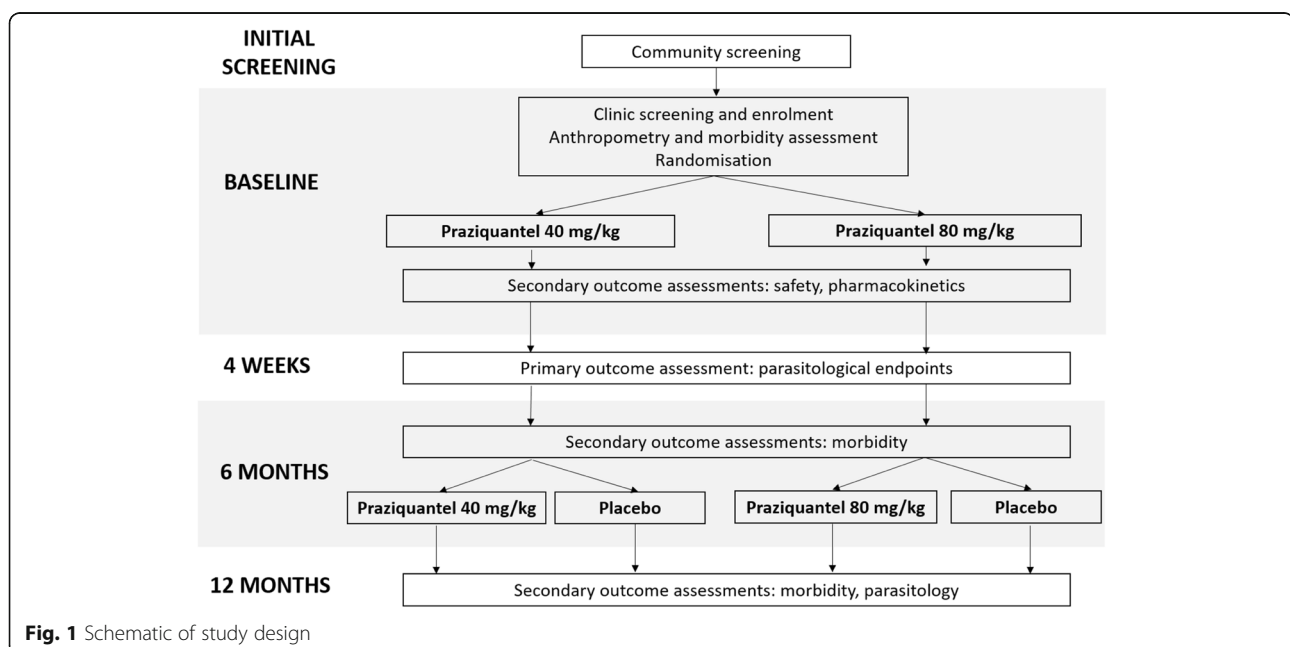 INITIAL
SCREENING
Community screening
BASELINE
Clinic screening and enrolment
Anthropometry and morbidity assessment
Randomisation
Praziquantel 40 mg/kg
Praziquantel 80 mg/kg
Secondary outcome assessments: safety, pharmacokinetics
4 WEEKS
Primary outcome assessment: parasitological endpoints
6 MONTHS
Secondary outcome assessments: morbidity
Praziquantel 40 mg/kg
Placebo
Praziquantel 80 mg/kg
Placebo
12 MONTHS
Secondary outcome assessments: morbidity, parasitology
Fig. 1 Schematic of study design